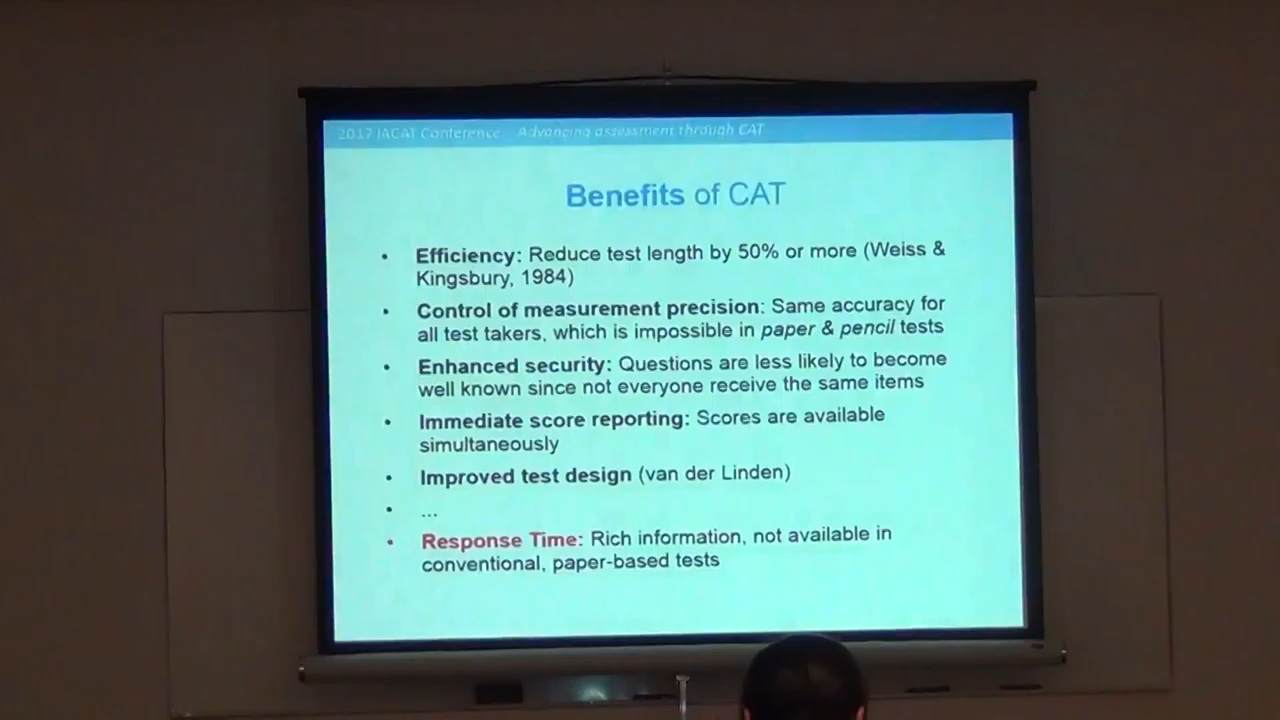 2017 IACAT Conference Advancing assessment through CAT
Benefits of CAT
• Efficiency: Reduce test length by 50% or more (Weiss &
Kingsbury, 1984)
• Control of measurement precision: Same accuracy for
all test takers, which is impossible in paper & pencil tests
• Enhanced security: Questions are less likely to become
well known since not everyone receive the same items
• Immediate score reporting: Scores are available
simultaneously
• Improved test design (van der Linden)
• ...
• Response Time: Rich information, not available in
conventional, paper-based tests